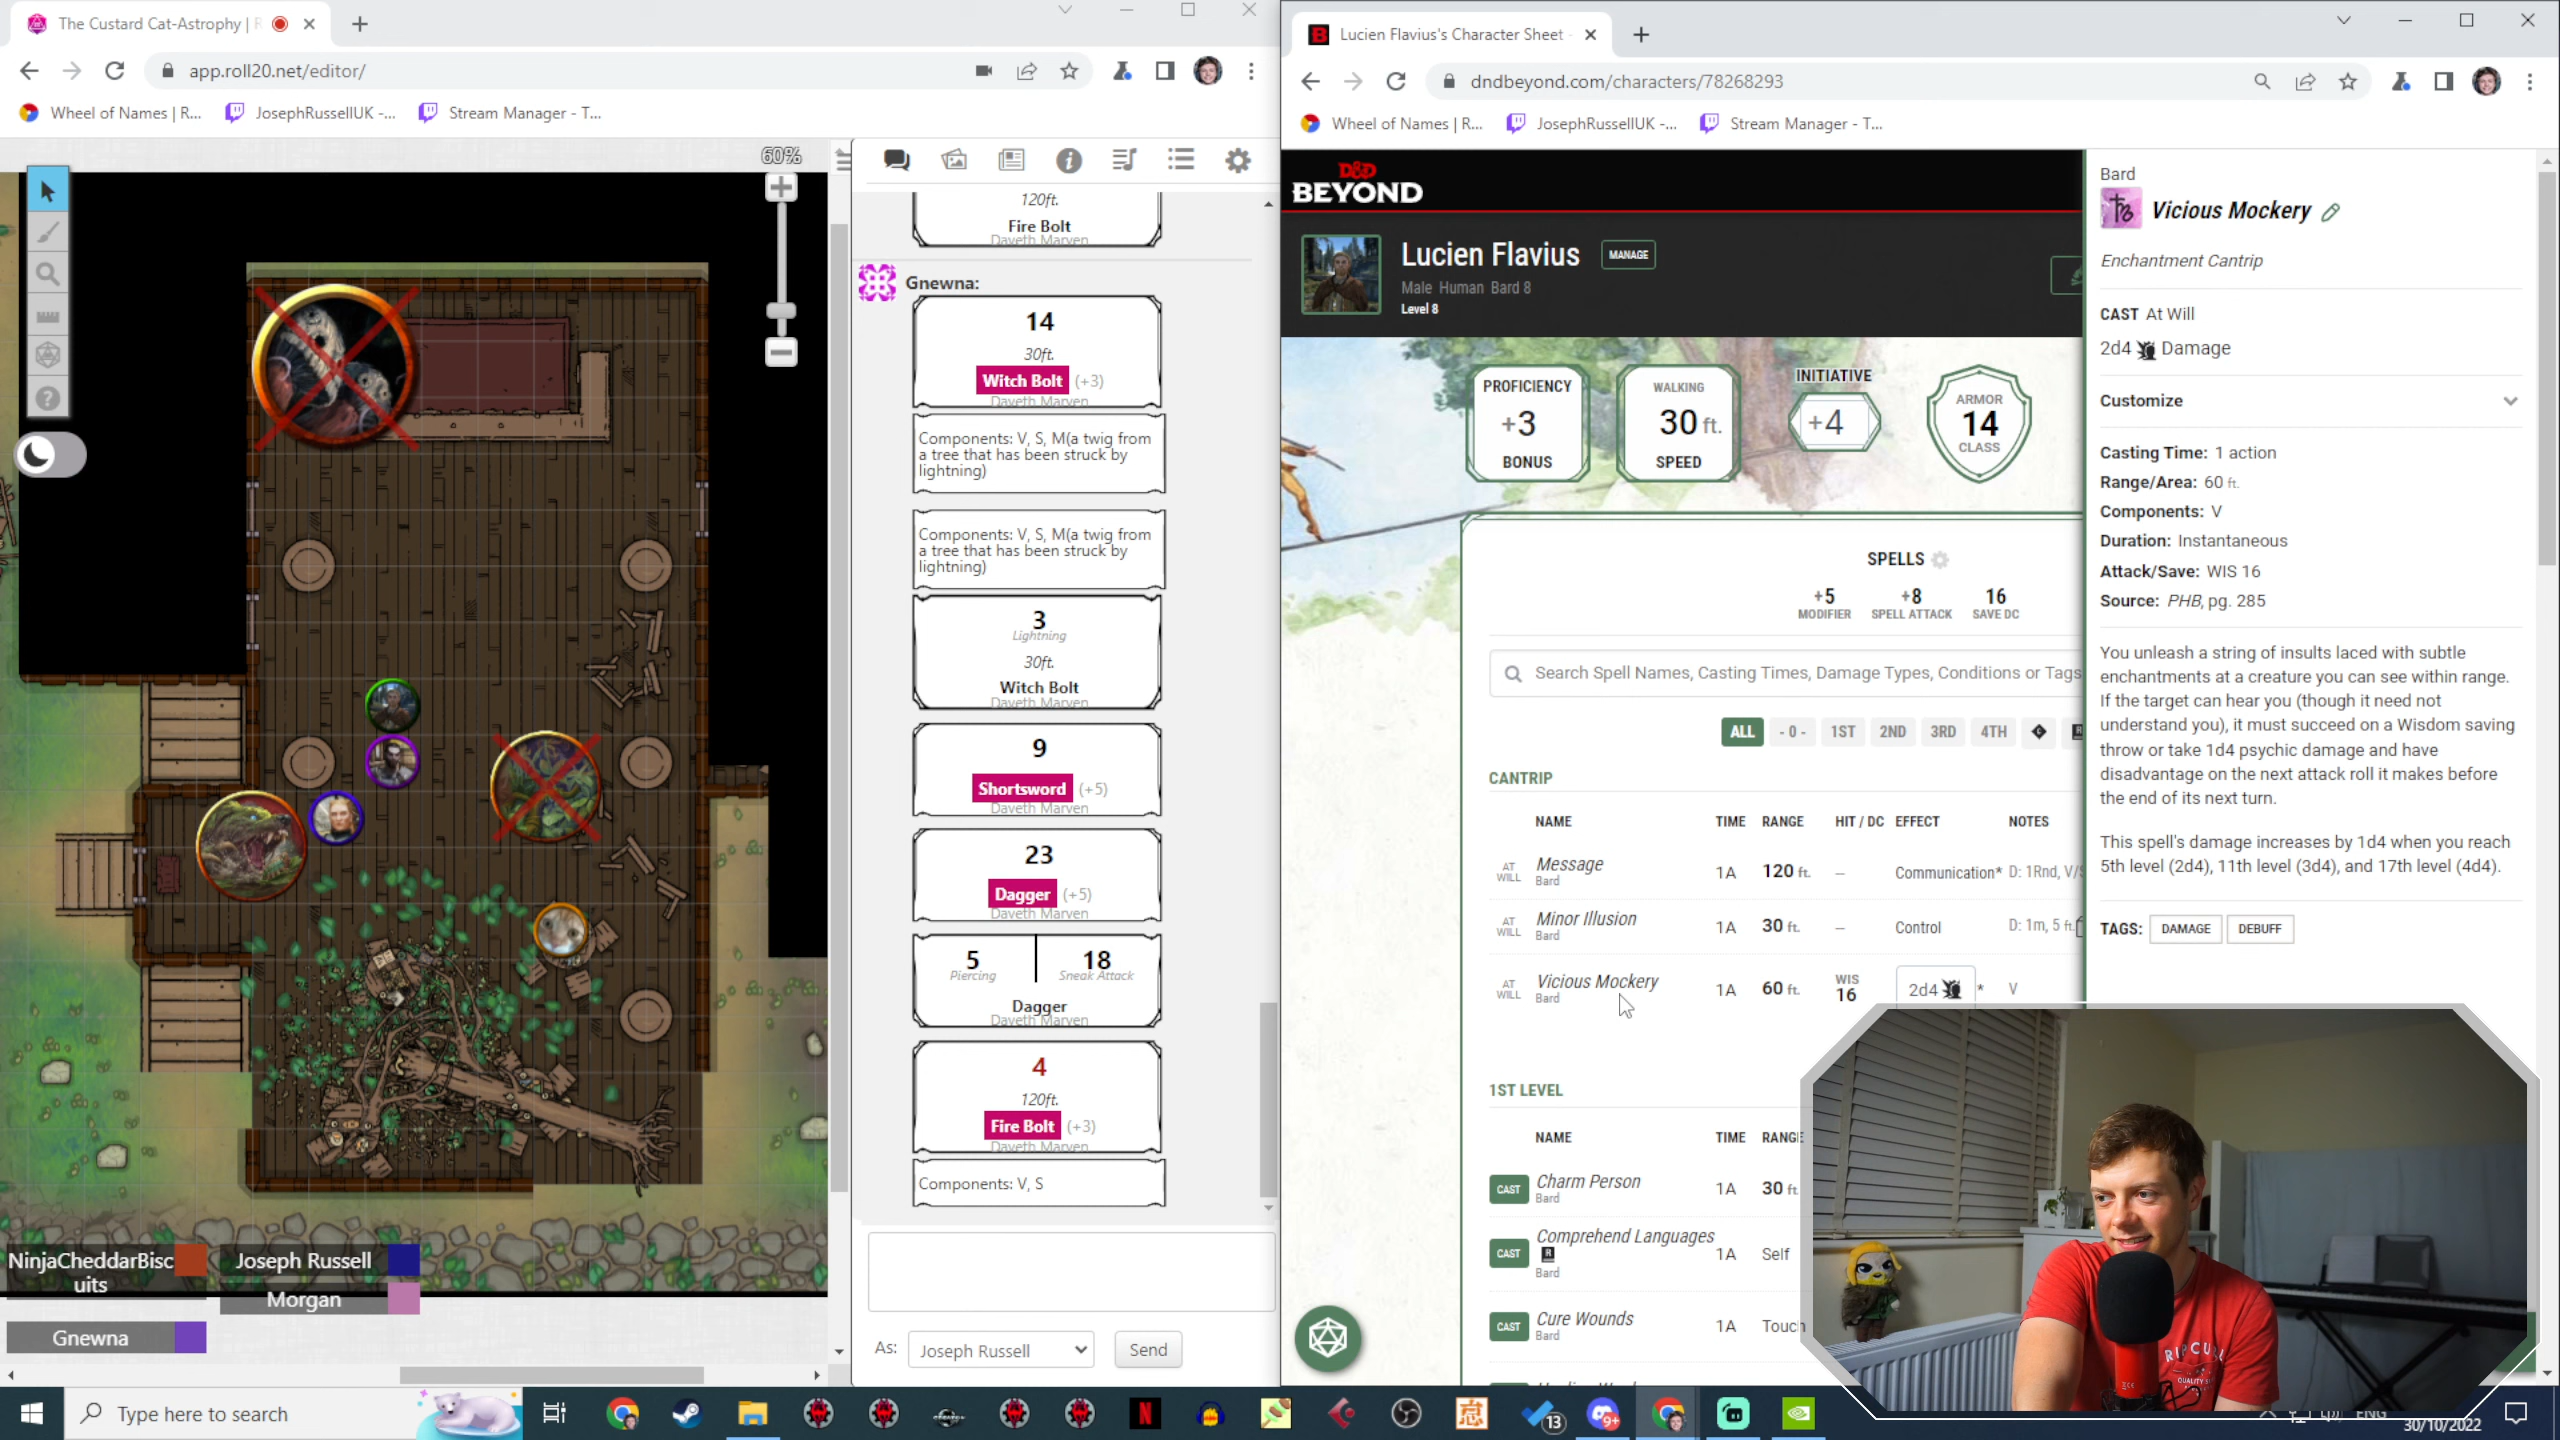 The Custard Cat-Astrophy | R
app.roll20.net/editor/
Wheel of Names | R...
JosephRussellUK -...
Stream Manager - T...
60%
NinjaCheddarBisc
uits
Joseph Russell
Morgan
Gnewna
120ft.
Fire Bolt
Daveth Marven
Gnewna:
14
30ft.
Witch Bolt (+3)
Daveth Marven
Components: V, S, M(a twig from
a tree that has been struck by
lightning)
Components: V, S, M(a twig from
a tree that has been struck by
lightning)
3
Lightning
30ft.
Witch Bolt
Daveth Marven
9
Shortsword (+5)
Daveth Marven
23
Dagger (+5)
Daveth Marven
5 18
Piercing Sneak Attack
Dagger
Daveth Marven
4
120ft.
Fire Bolt (+3)
Daveth Marven
Components: V, S
As: Joseph Russell Send
Lucien Flavius's Character Sheet -
dndbeyond.com/characters/78268293
Wheel of Names | R...
JosephRussellUK -...
Stream Manager - T...
D&D
BEYOND
Lucien Flavius
MANAGE
Male Human Bard 8
Level 8
PROFICIENCY
+3
BONUS
WALKING
30 ft.
SPEED
INITIATIVE
+4
ARMOR
14
CLASS
SPELLS
+5 +8 16
MODIFIER SPELL ATTACK SAVE DC
Search Spell Names, Casting Times, Damage Types, Conditions or Tags
ALL - 0 - 1ST 2ND 3RD 4TH
CANTRIP
NAME TIME RANGE HIT / DC EFFECT NOTES
AT WILL Message Bard 1A 120 ft. -- Communication* D: 1Rnd, V/S
AT WILL Minor Illusion Bard 1A 30 ft. -- Control D: 1m, 5 ft.
AT WILL Vicious Mockery Bard 1A 60 ft. WIS 16 2d4 * V
1ST LEVEL
NAME TIME RANGE
CAST Charm Person Bard 1A 30 ft
CAST Comprehend Languages R Bard 1A Self
CAST Cure Wounds Bard 1A Touch
Bard
Vicious Mockery
Enchantment Cantrip
CAST At Will
2d4 Damage
Customize
Casting Time: 1 action
Range/Area: 60 ft.
Components: V
Duration: Instantaneous
Attack/Save: WIS 16
Source: PHB, pg. 285
You unleash a string of insults laced with subtle
enchantments at a creature you can see within range.
If the target can hear you (though it need not
understand you), it must succeed on a Wisdom saving
throw or take 1d4 psychic damage and have
disadvantage on the next attack roll it makes before
the end of its next turn.
This spell's damage increases by 1d4 when you reach
5th level (2d4), 11th level (3d4), and 17th level (4d4).
TAGS: DAMAGE DEBUFF
RIP CURL
Type here to search
13
9+
ENG
30/10/2022